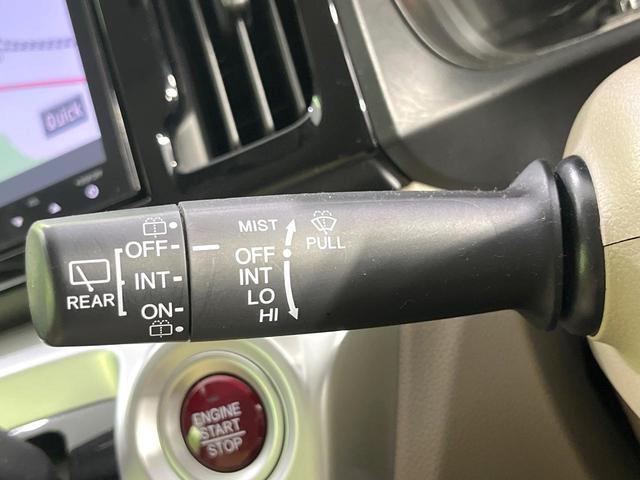 Quick
MIST
PULL
OFF
INT
LO
HI
OFF
INT
ON
REAR
ENGINE
START
STOP